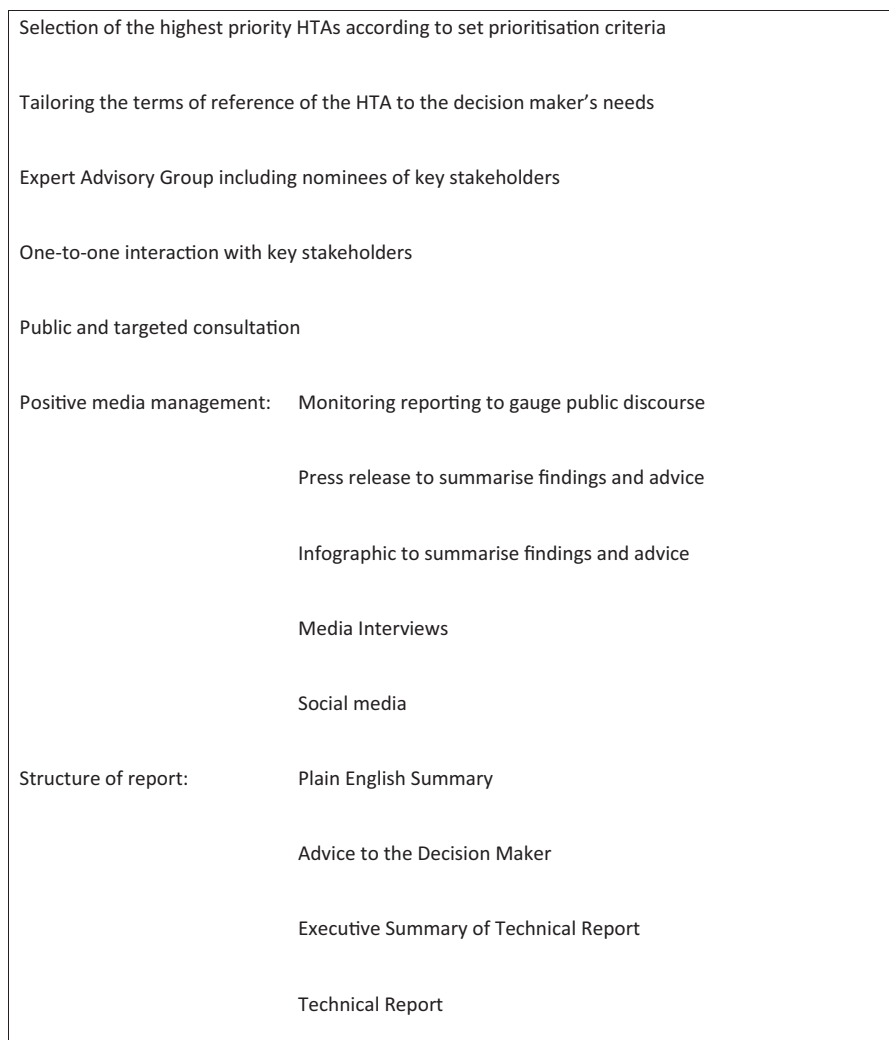 Selection of the highest priority HTAs according to set prioritisation criteria
Tailoring the terms of reference of the HTA to the decision maker’s needs
Expert Advisory Group including nominees of key stakeholders
One-to-one interaction with key stakeholders
Public and targeted consultation
Positive media management: Monitoring reporting to gauge public discourse
Press release to summarise findings and advice
Infographic to summarise findings and advice
Media Interviews
Social media
Structure of report: Plain English Summary
Advice to the Decision Maker
Executive Summary of Technical Report
Technical Report